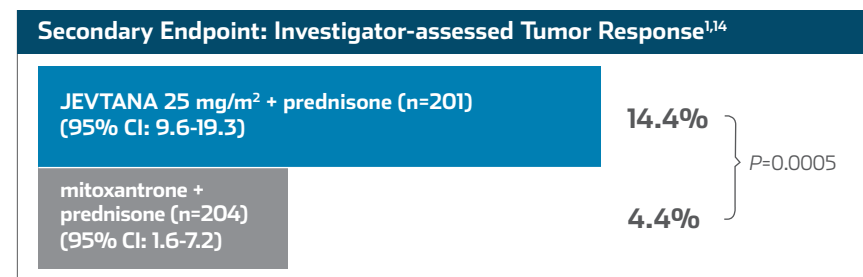 Secondary Endpoint: Investigator-assessed Tumor Response¹,¹⁴
JEVTANA 25 mg/m² + prednisone (n=201)
(95% CI: 9.6-19.3)
14.4%
P=0.0005
mitoxantrone +
prednisone (n=204)
(95% CI: 1.6-7.2)
4.4%